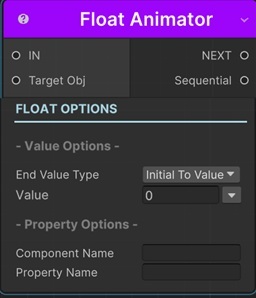 Float Animator
IN NEXT
Target Obj Sequential
FLOAT OPTIONS
- Value Options -
End Value Type Initial To Value
Value 0
- Property Options -
Component Name
Property Name